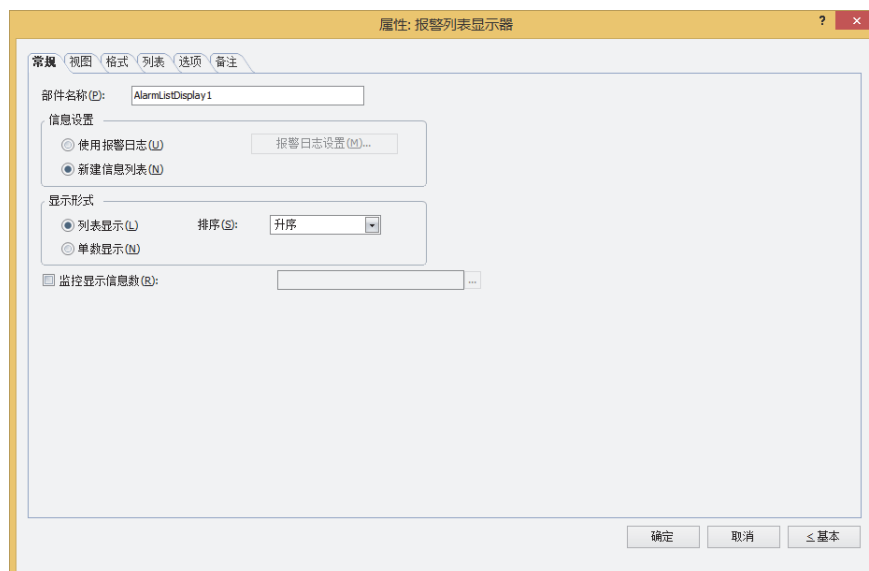 属性: 报警列表显示器
? ×
常规 视图 格式 列表 选项 备注
部件名称(P): AlarmListDisplay1
信息设置
使用报警日志(U) 报警日志设置(M)...
新建信息列表(N)
显示形式
列表显示(L) 排序(S): 升序
单数显示(N)
监控显示信息数(R): ...
确定 取消 ≤基本